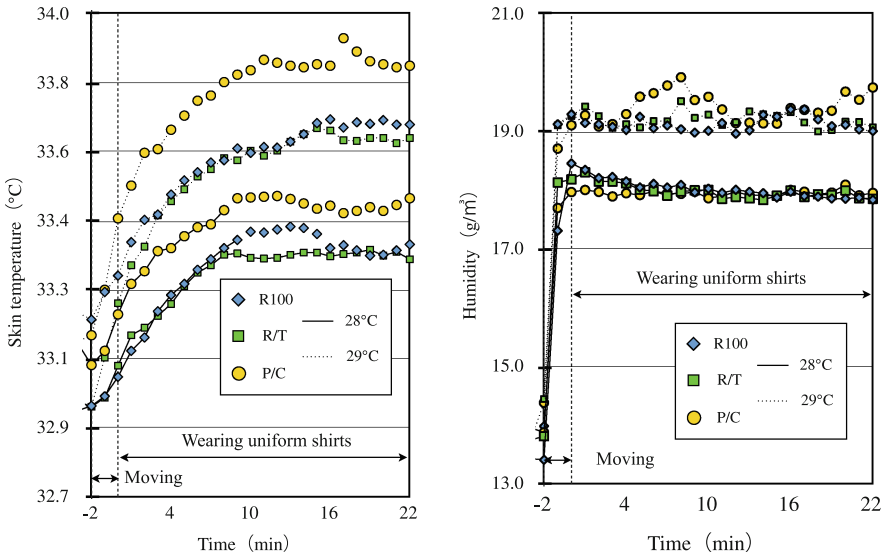 34.0
33.8
33.6
33.4
33.3
33.1
32.9
32.7
Skin temperature（°C）
-2
4
10
16
22
Time（min）
R100
R/T
P/C
28°C
29°C
Wearing uniform shirts
Moving
21.0
19.0
17.0
15.0
13.0
Humidity（g/m³）
-2
4
10
16
22
Time（min）
Wearing uniform shirts
R100
R/T
P/C
28°C
29°C
Moving